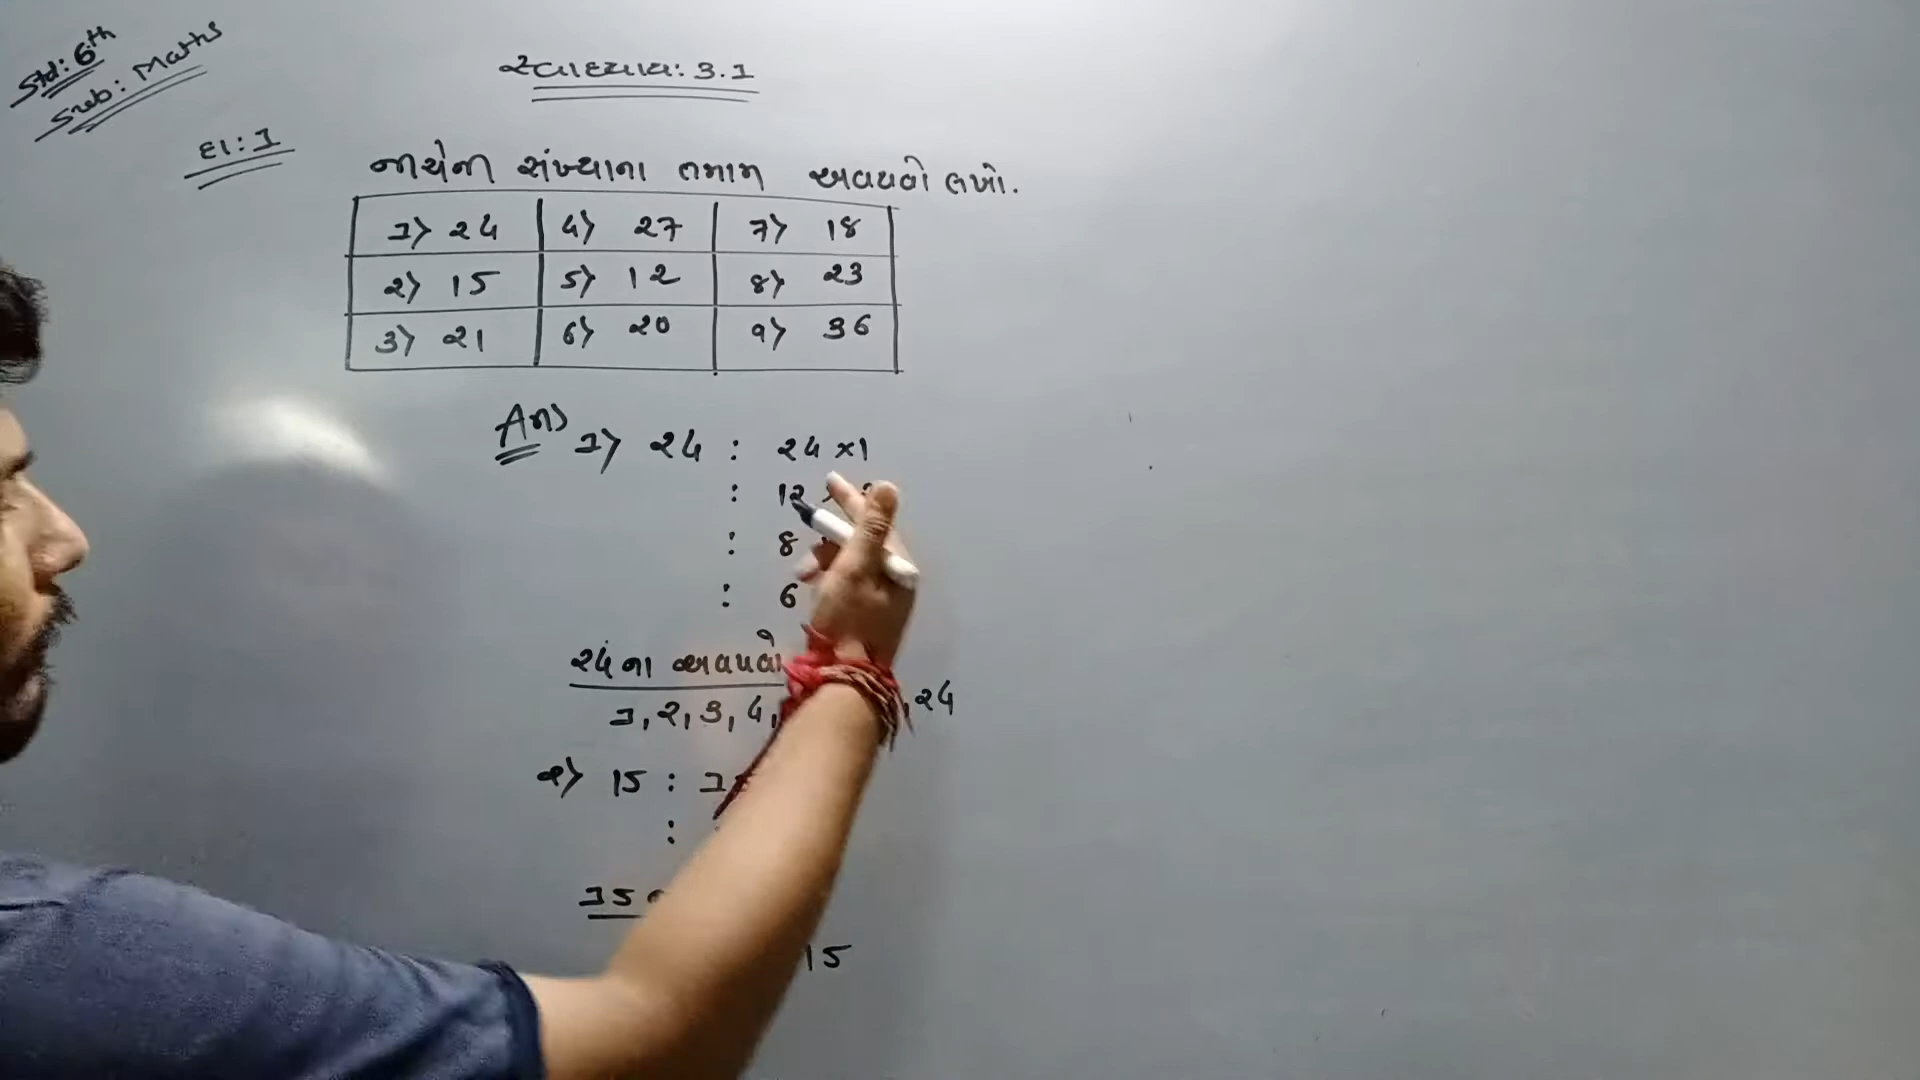 Std: 6th
Sub: Maths
સ્વાધ્યાય: 3.1
દા: 1
નીચેની સંખ્યાના તમામ અવયવો લખો.
1) 24 4) 27 7) 18
2) 15 5) 12 8) 23
3) 21 6) 20 9) 36
Ans 1) 24 : 24 ×1
: 12
: 8
: 6
24 ના અવયવો
1, 2, 3, 4, , 24
2) 15 :
:
15
15